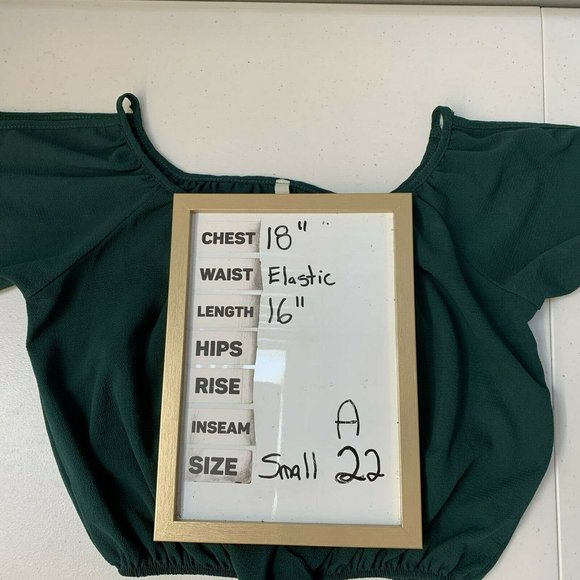 CHEST 18"
WAIST Elastic
LENGTH 16"
HIPS
RISE
INSEAM A
SIZE Small 22